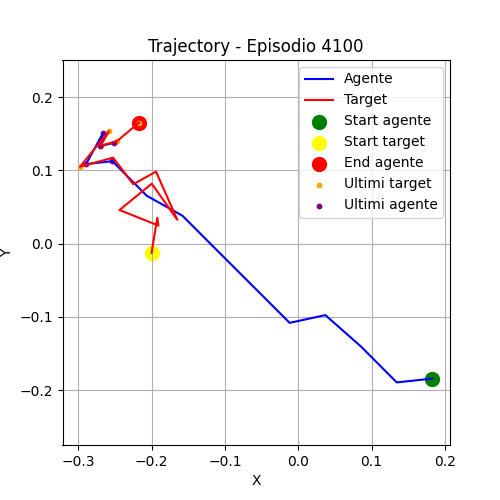 Trajectory - Episodio 4100
Agente
Target
Start agente
Start target
End agente
Ultimi target
Ultimi agente
0.2
0.1
0.0
−0.1
−0.2
Y
−0.3
−0.2
−0.1
0.0
0.1
0.2
X